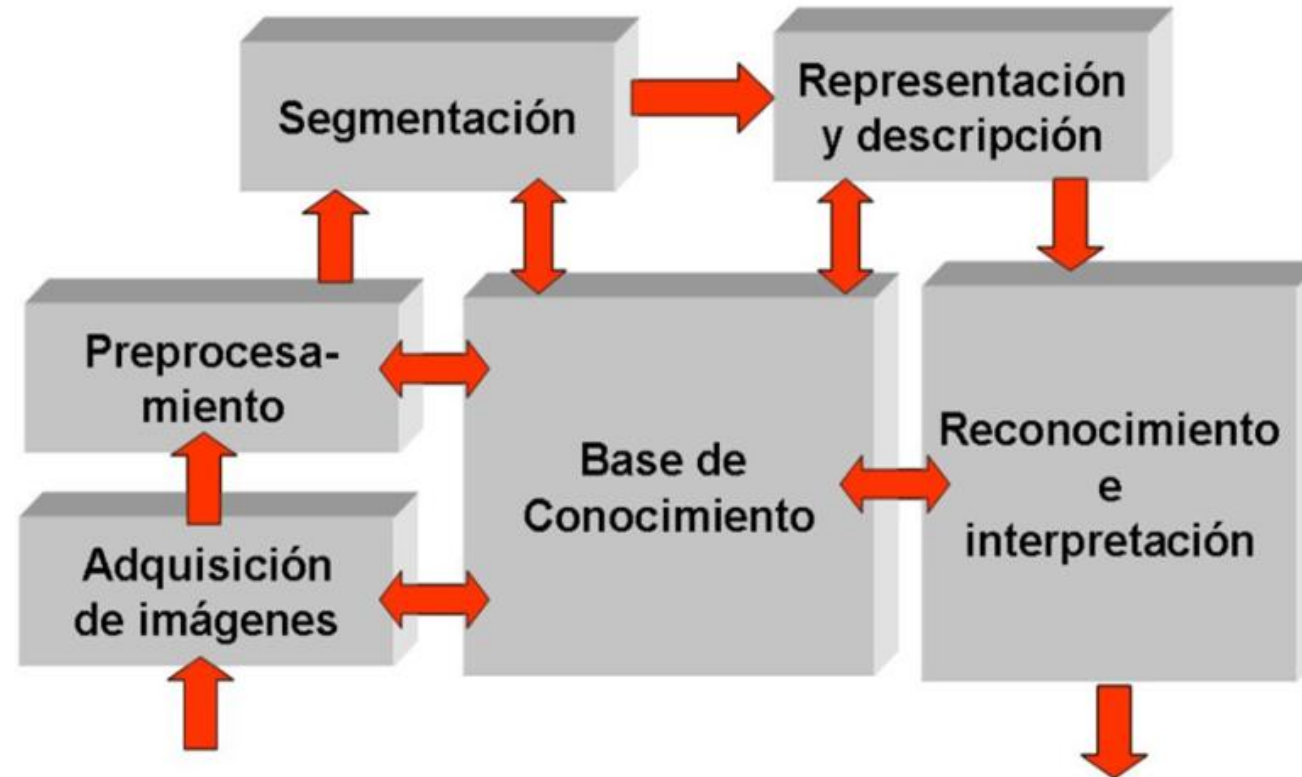 Segmentación
Representación
y descripción
Preprocesa-
miento
Base de
Conocimiento
Reconocimiento
e
interpretación
Adquisición
de imágenes